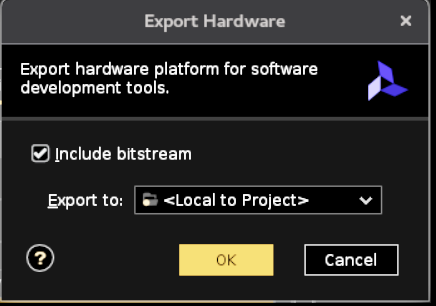 Export Hardware
Export hardware platform for software
development tools.
Include bitstream
Export to: <Local to Project>
?
OK
Cancel